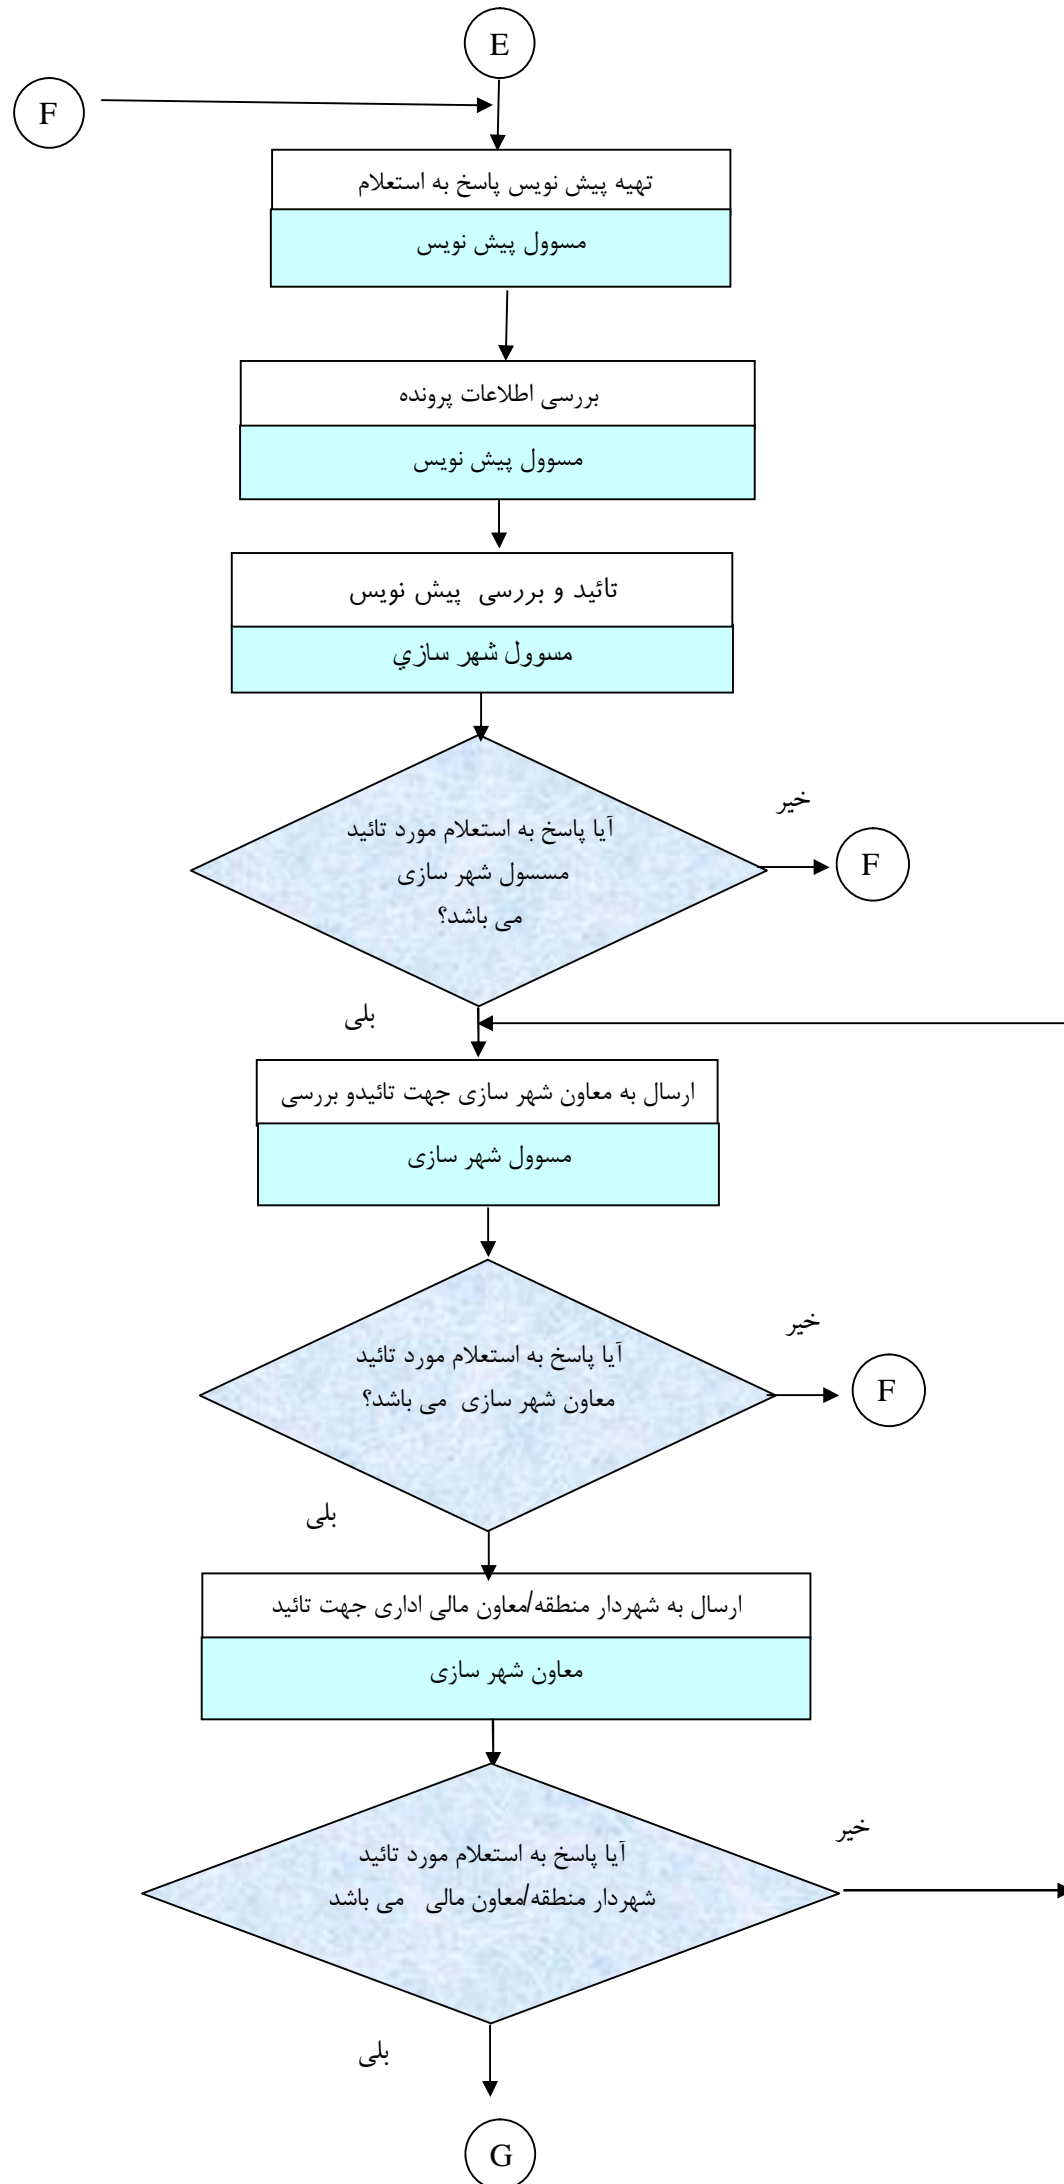 E
F
تهیه پیش نویس پاسخ به استعلام
مسوول پیش نویس
بررسی اطلاعات پرونده
مسوول پیش نویس
تائید و بررسی پیش نویس
مسوول شهر سازي
آیا پاسخ به استعلام مورد تائید
مسسول شهر سازی
می باشد؟
خیر
F
بلی
ارسال به معاون شهر سازی جهت تائیدو بررسی
مسوول شهر سازی
آیا پاسخ به استعلام مورد تائید
معاون شهر سازی می باشد؟
خیر
F
بلی
ارسال به شهردار منطقه/معاون مالی اداری جهت تائید
معاون شهر سازی
آیا پاسخ به استعلام مورد تائید
شهردار منطقه/معاون مالی می باشد
خیر
بلی
G